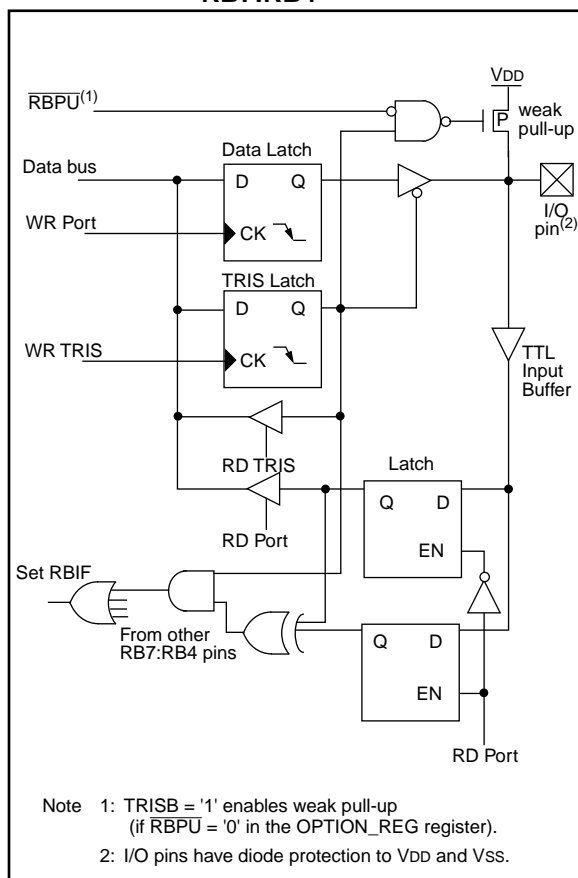 VDD
RBPU(1)
P
weak
pull-up
Data Latch
Data bus
D Q
WR Port
CK
I/O
pin(2)
TRIS Latch
D Q
WR TRIS
CK
TTL
Input
Buffer
RD TRIS
Latch
Q D
RD Port
EN
Set RBIF
From other
RB7:RB4 pins
Q D
EN
RD Port
Note 1: TRISB = '1' enables weak pull-up
(if RBPU = '0' in the OPTION_REG register).
2: I/O pins have diode protection to VDD and VSS.